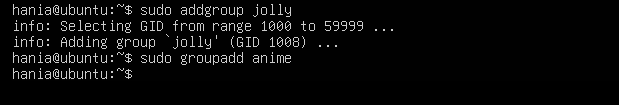 hania@ubuntu:~$ sudo addgroup jolly
info: Selecting GID from range 1000 to 59999 ...
info: Adding group `jolly' (GID 1008) ...
hania@ubuntu:~$ sudo groupadd anime
hania@ubuntu:~$